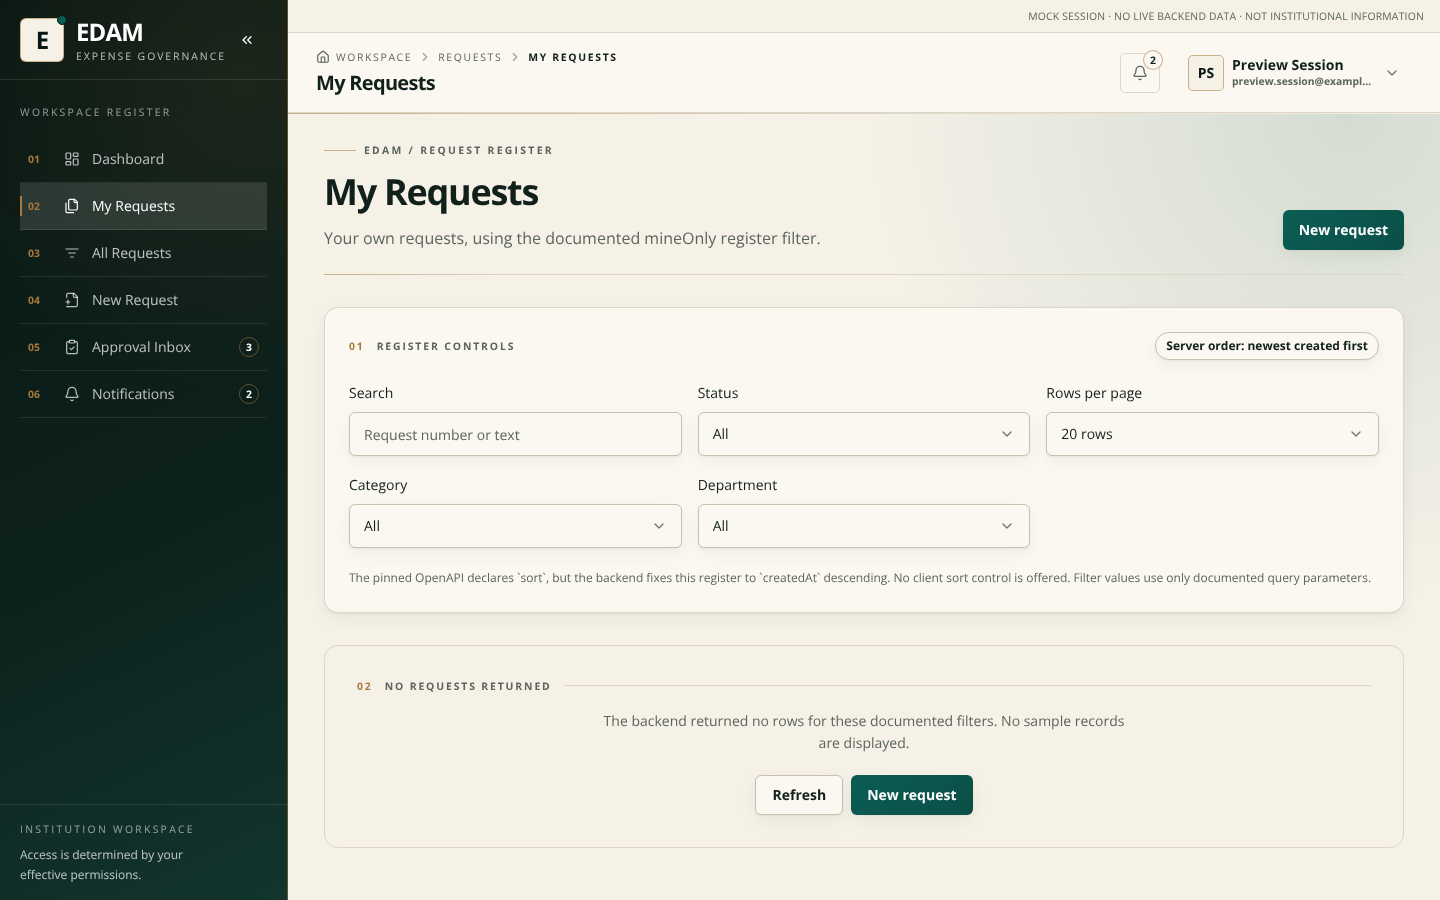 E
EDAM
EXPENSE GOVERNANCE
WORKSPACE REGISTER
01 Dashboard
02 My Requests
03 All Requests
04 New Request
05 Approval Inbox 3
06 Notifications 2
INSTITUTION WORKSPACE
Access is determined by your
effective permissions.
MOCK SESSION · NO LIVE BACKEND DATA · NOT INSTITUTIONAL INFORMATION
WORKSPACE > REQUESTS > MY REQUESTS
My Requests
2
PS
Preview Session
preview.session@exampl...
EDAM / REQUEST REGISTER
My Requests
Your own requests, using the documented mineOnly register filter.
New request
01 REGISTER CONTROLS
Server order: newest created first
Search Status Rows per page
Request number or text All 20 rows
Category Department
All All
The pinned OpenAPI declares `sort`, but the backend fixes this register to `createdAt` descending. No client sort control is offered. Filter values use only documented query parameters.
02 NO REQUESTS RETURNED
The backend returned no rows for these documented filters. No sample records
are displayed.
Refresh New request